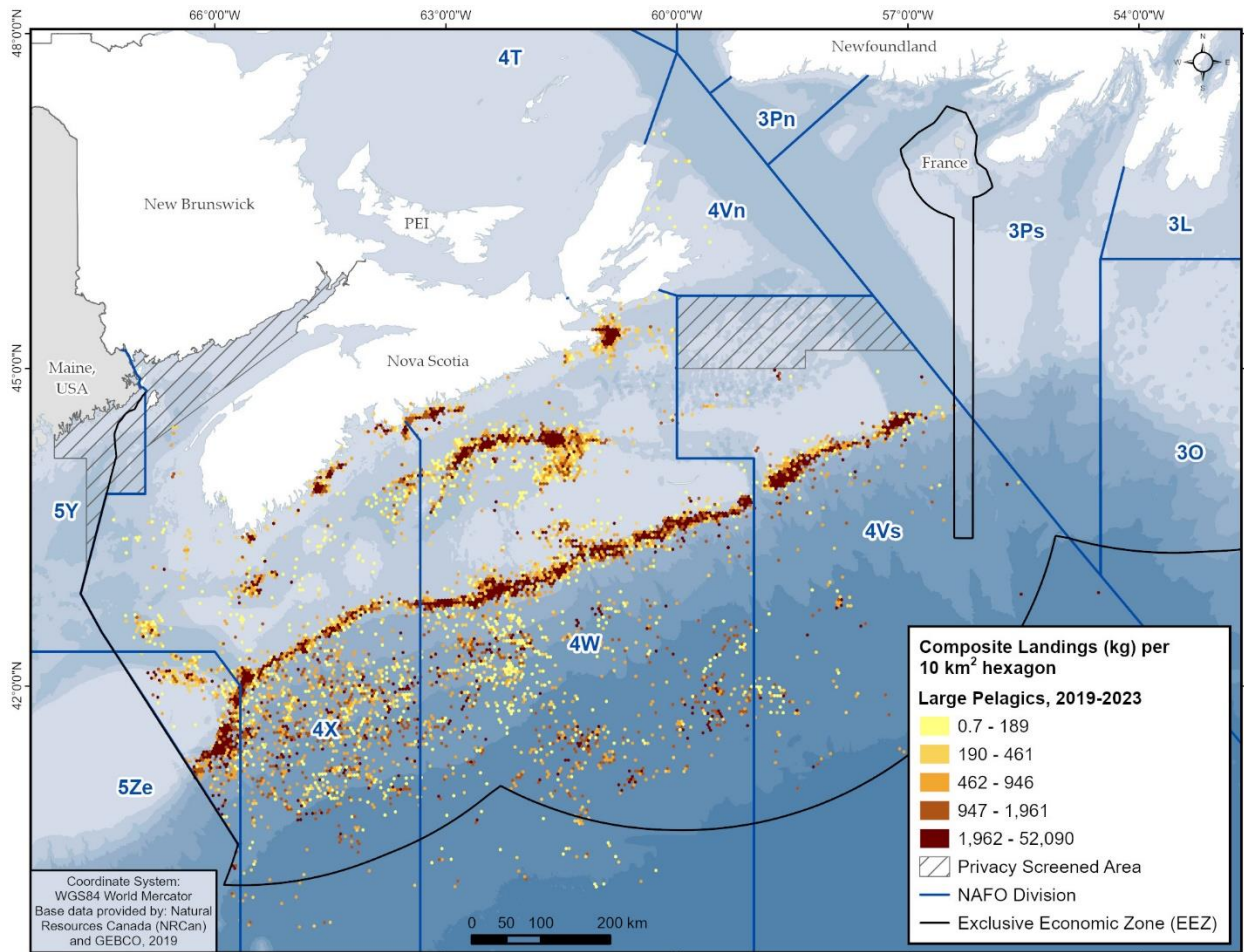 66°0'0"W 63°0'0"W 60°0'0"W 57°0'0"W 54°0'0"W
48°0'0"N
4T
Newfoundland
N
W E
S
3Pn
France
New Brunswick
PEI
4Vn
3Ps
3L
45°0'0"N
Maine,
USA
Nova Scotia
3O
5Y
4Vs
4W
42°0'0"N
4X
5Ze
Composite Landings (kg) per
10 km² hexagon
Large Pelagics, 2019-2023
0.7 - 189
190 - 461
462 - 946
947 - 1,961
1,962 - 52,090
Privacy Screened Area
NAFO Division
Exclusive Economic Zone (EEZ)
Coordinate System:
WGS84 World Mercator
Base data provided by: Natural
Resources Canada (NRCan)
and GEBCO, 2019
0 50 100 200 km